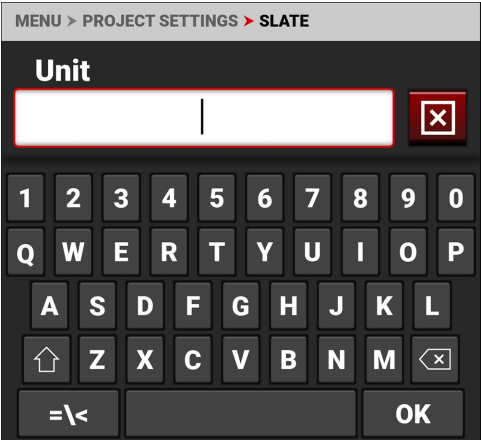 MENU > PROJECT SETTINGS > SLATE
Unit
1 2 3 4 5 6 7 8 9 0
Q W E R T Y U I O P
A S D F G H J K L
Z X C V B N M
=\< OK